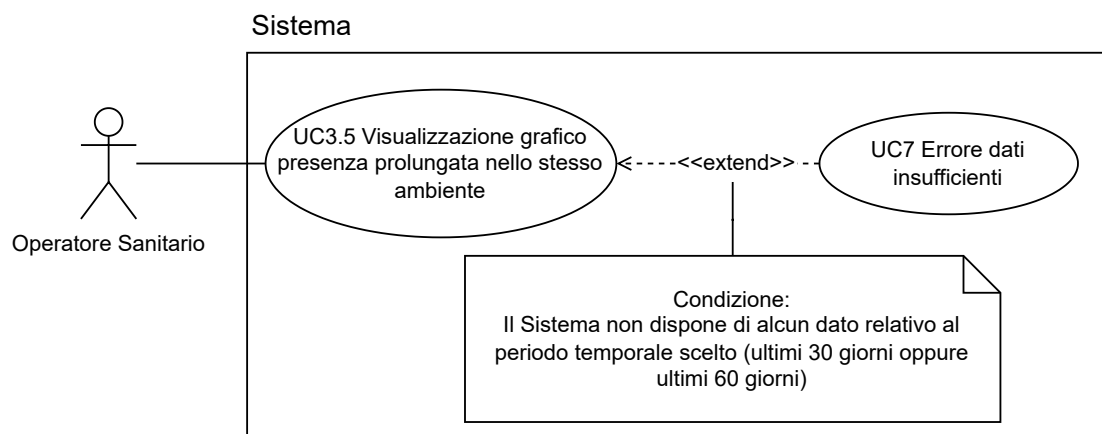 Sistema
UC3.5 Visualizzazione grafico
presenza prolungata nello stesso
ambiente
<<extend>>
UC7 Errore dati
insufficienti
Operatore Sanitario
Condizione:
Il Sistema non dispone di alcun dato relativo al
periodo temporale scelto (ultimi 30 giorni oppure
ultimi 60 giorni)